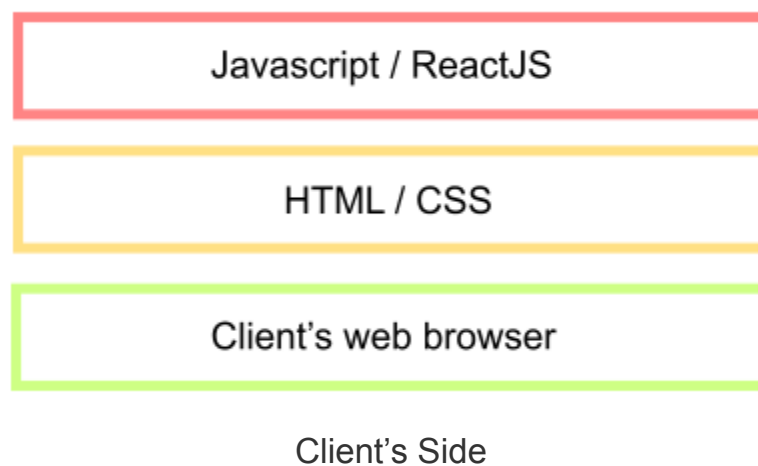 Javascript / ReactJS
HTML / CSS
Client’s web browser
Client’s Side